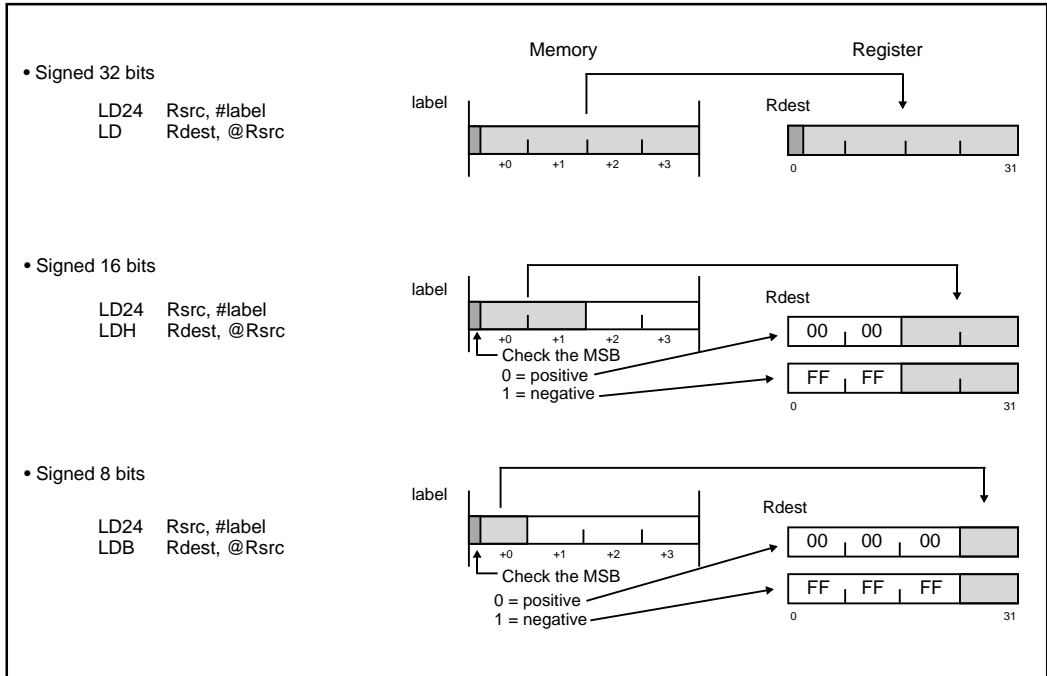 Memory Register
• Signed 32 bits
label
LD24 Rsrc, #label
LD Rdest, @Rsrc
Rdest
+0 +1 +2 +3
0 31
• Signed 16 bits
label
LD24 Rsrc, #label
LDH Rdest, @Rsrc
Rdest
00 00
+0 +1 +2 +3
Check the MSB
0 = positive
1 = negative
FF FF
0 31
• Signed 8 bits
label
LD24 Rsrc, #label
LDB Rdest, @Rsrc
Rdest
00 00 00
+0 +1 +2 +3
Check the MSB
0 = positive
1 = negative
FF FF FF
0 31